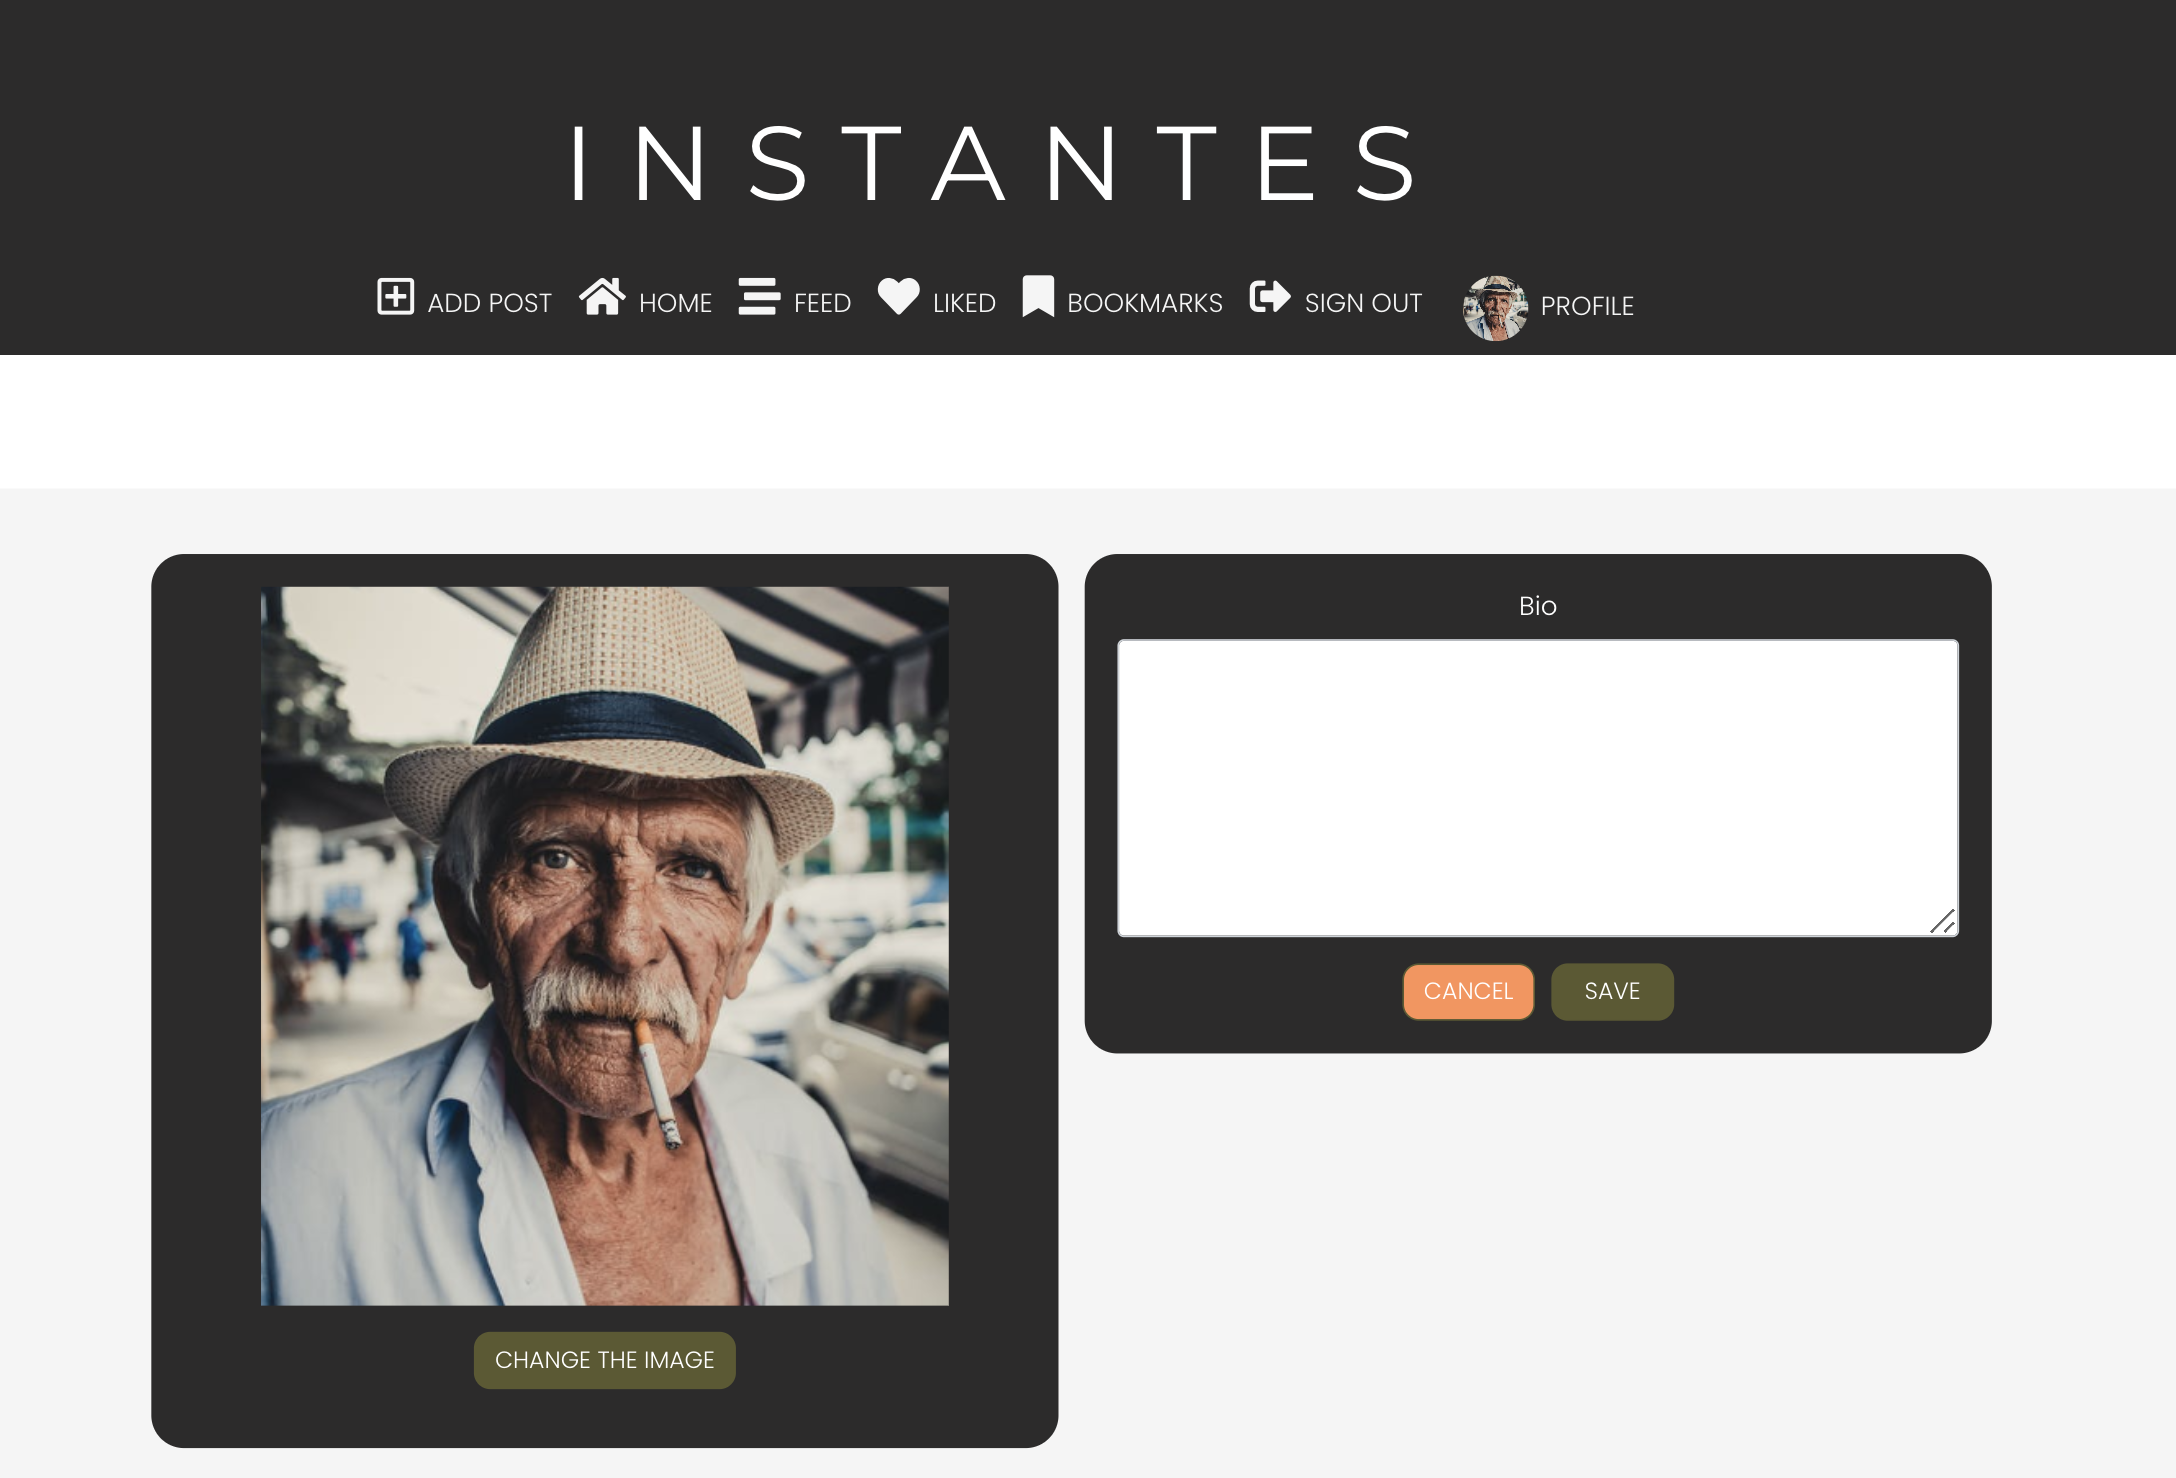 INSTANTES
ADD POST HOME FEED LIKED BOOKMARKS SIGN OUT PROFILE
Bio
CANCEL SAVE
CHANGE THE IMAGE